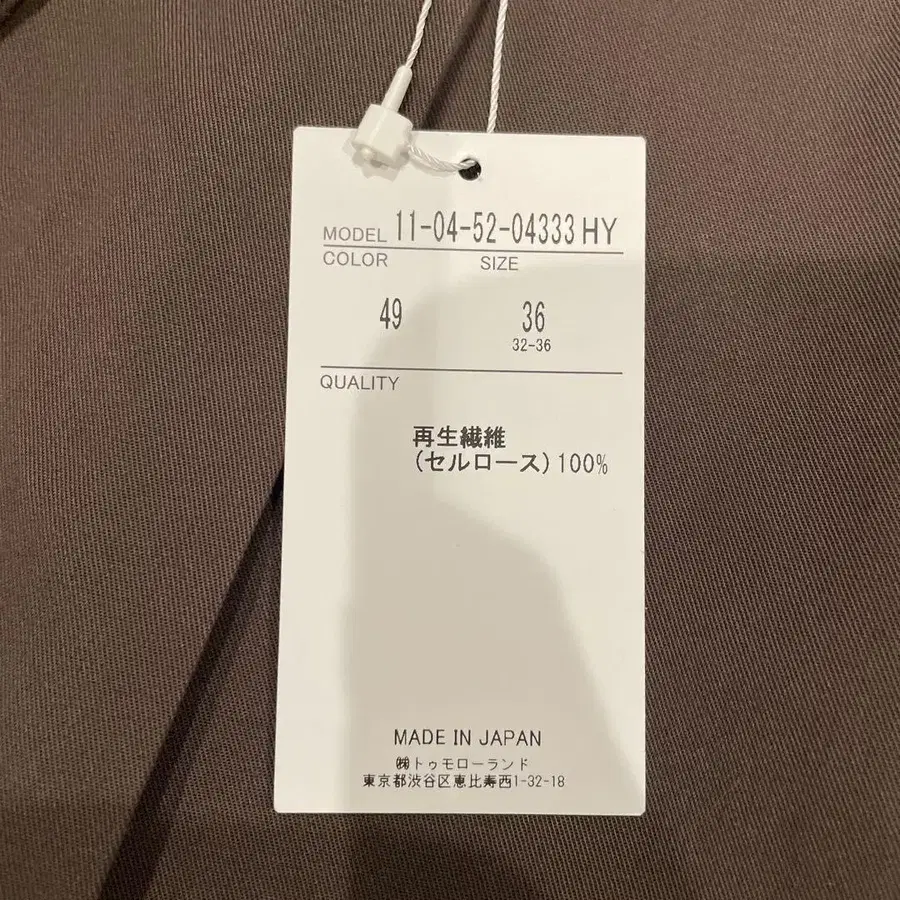 MODEL 11-04-52-04333 HY
COLOR SIZE
49 36
32-36
QUALITY
再生繊維
(セルロース) 100%
MADE IN JAPAN
㈱トゥモローランド
東京都渋谷区恵比寿西1-32-18